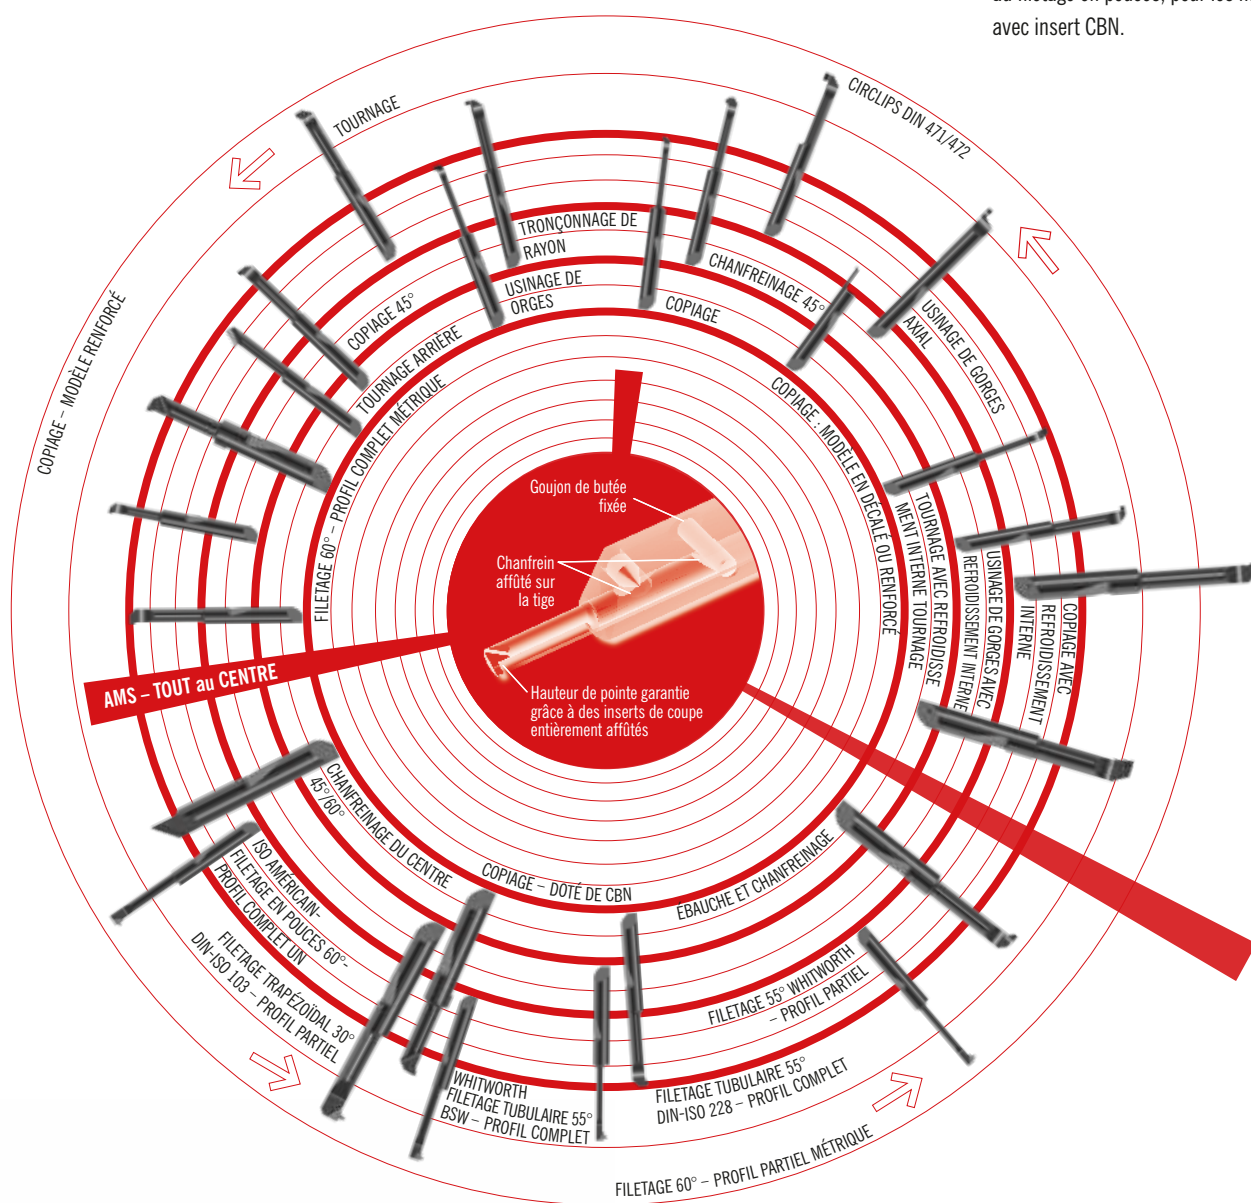 avec insert CBN.
TOURNAGE
CIRCLIPS DIN 471/472
TRONÇONNAGE DE
RAYON
CHANFREINAGE 45°
USINAGE DE
ORGES
COPIAGE
COPIAGE 45°
USINAGE DE GORGES
AXIAL
COPIAGE – MODÈLE RENFORCÉ
TOURNAGE ARRIÈRE
FILETAGE 60° – PROFIL COMPLET MÉTRIQUE
COPIAGE : MODÈLE EN DÉCALÉ OU RENFORCÉ
Goujon de butée
fixée
Chanfrein
affûté sur
la tige
Hauteur de pointe garantie
grâce à des inserts de coupe
entièrement affûtés
TOURNAGE AVEC REFROIDISSE
MENT INTERNE TOURNAGE
USINAGE DE GORGES AVEC
REFROIDISSEMENT INTERNE
COPIAGE AVEC
REFROIDISSEMENT
INTERNE
AMS – TOUT au CENTRE
CHANFREINAGE DU CENTRE
45°/60°
COPIAGE – DOTÉ DE CBN
ÉBAUCHE ET CHANFREINAGE
ISO AMÉRICAIN-
FILETAGE EN POUCES 60°-
PROFIL COMPLET UN
FILETAGE TRAPÉZOÏDAL 30°
DIN-ISO 103 – PROFIL PARTIEL
FILETAGE 55° WHITWORTH
– PROFIL PARTIEL
WHITWORTH
FILETAGE TUBULAIRE 55°
BSW – PROFIL COMPLET
FILETAGE TUBULAIRE 55°
DIN-ISO 228 – PROFIL COMPLET
FILETAGE 60° – PROFIL PARTIEL MÉTRIQUE